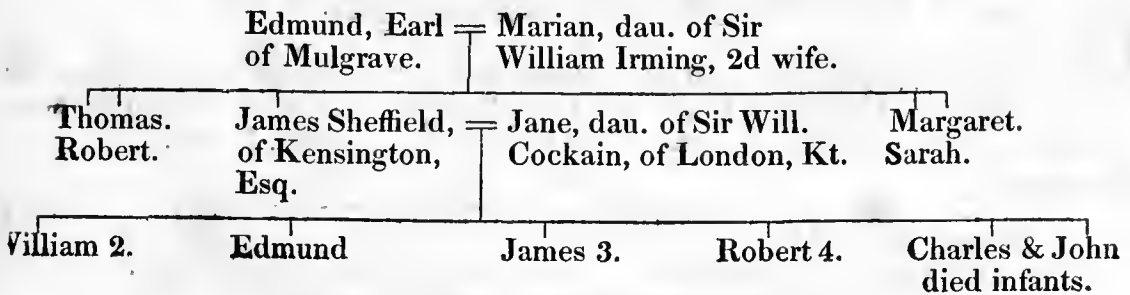 Edmund, Earl = Marian, dau. of Sir
of Mulgrave. William Irming, 2d wife.
Thomas. James Sheffield, = Jane, dau. of Sir Will. Margaret.
Robert. of Kensington, Cockain, of London, Kt. Sarah.
Esq.
William 2. Edmund James 3. Robert 4. Charles & John
died infants.